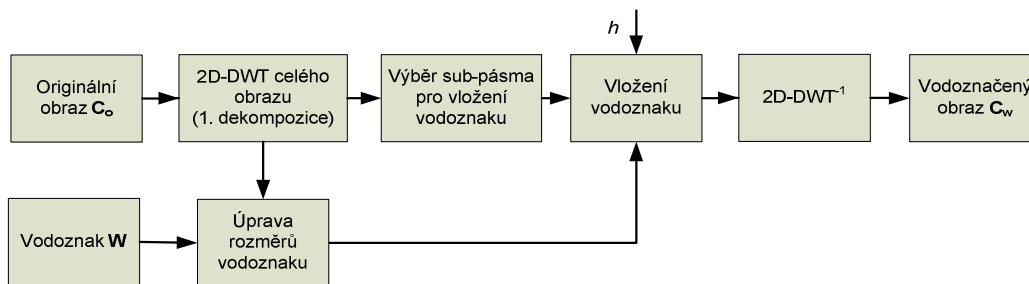 h
Originální
obraz Co
2D-DWT celého
obrazu
(1. dekompozice)
Výběr sub-pásma
pro vložení
vodoznaku
Vložení
vodoznaku
2D-DWT-1
Vodoznačený
obraz Cw
Vodoznak W
Úprava
rozměrů
vodoznaku